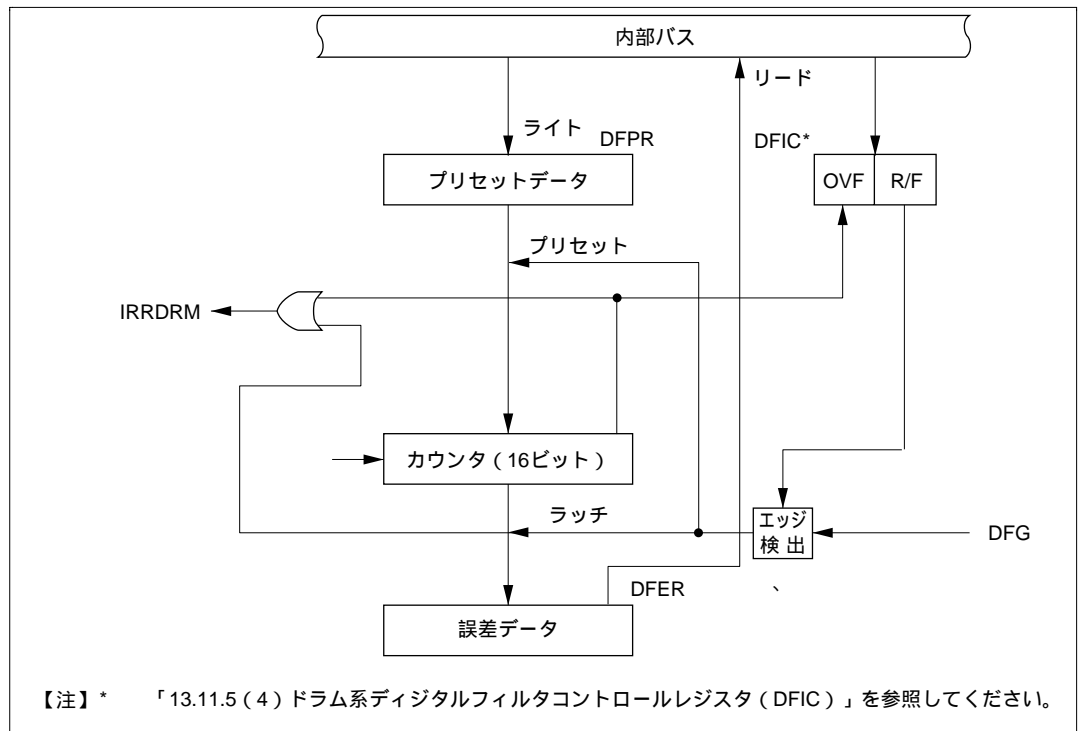 内部バス
リード
ライト
DFPR
DFIC*
プリセットデータ
OVF
R/F
プリセット
IRRDRM
カウンタ(16ビット)
ラッチ
エッジ
検 出
DFG
DFER
、
誤差データ
【注】* 「13.11.5(4)ドラム系ディジタルフィルタコントロールレジスタ(DFIC)」を参照してください。